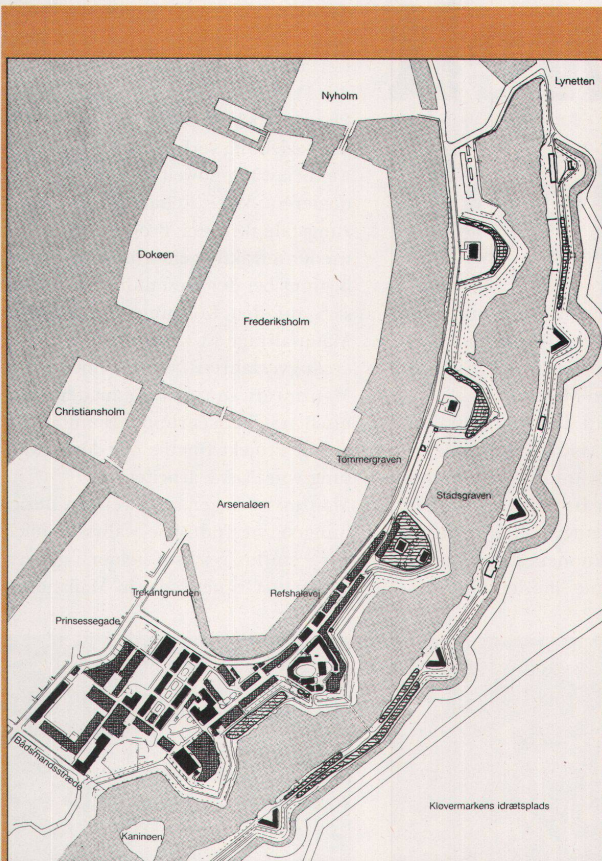 Lynetten
Nyholm
Dokøen
Frederiksholm
Christiansholm
Tømmergraven
Stadsgraven
Arsenaløen
Trekantgrunden
Refshalevej
Prinsessegade
Bådsmandsstræde
Kløvermarkens idrætsplads
Kaninøen